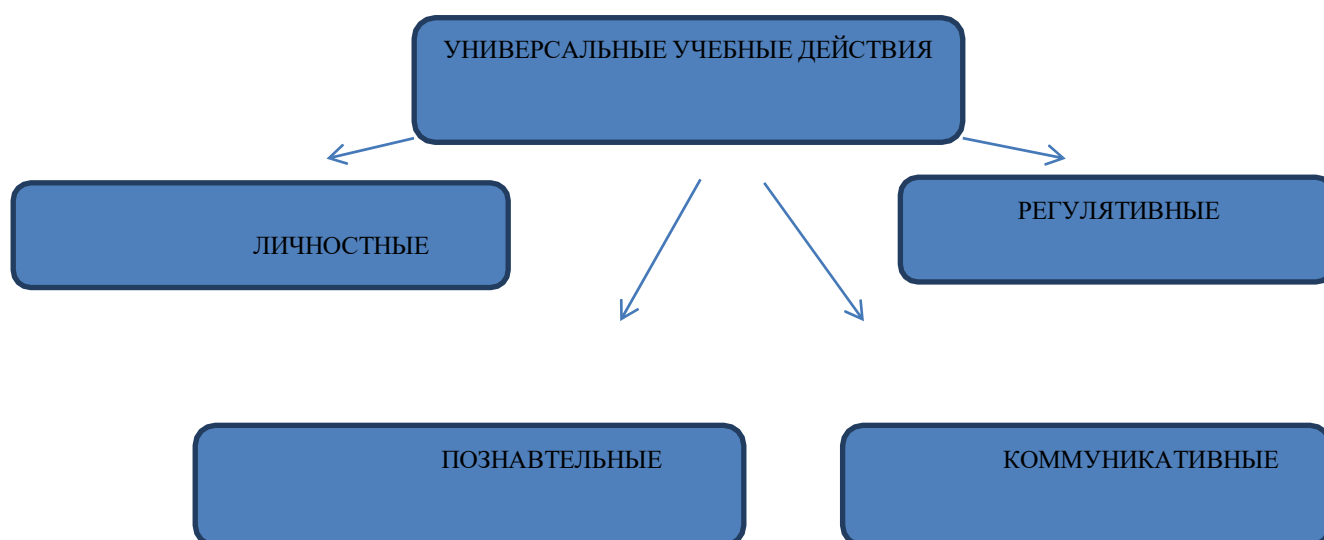 УНИВЕРСАЛЬНЫЕ УЧЕБНЫЕ ДЕЙСТВИЯ
ЛИЧНОСТНЫЕ
РЕГУЛЯТИВНЫЕ
ПОЗНАВТЕЛЬНЫЕ
КОММУНИКАТИВНЫЕ